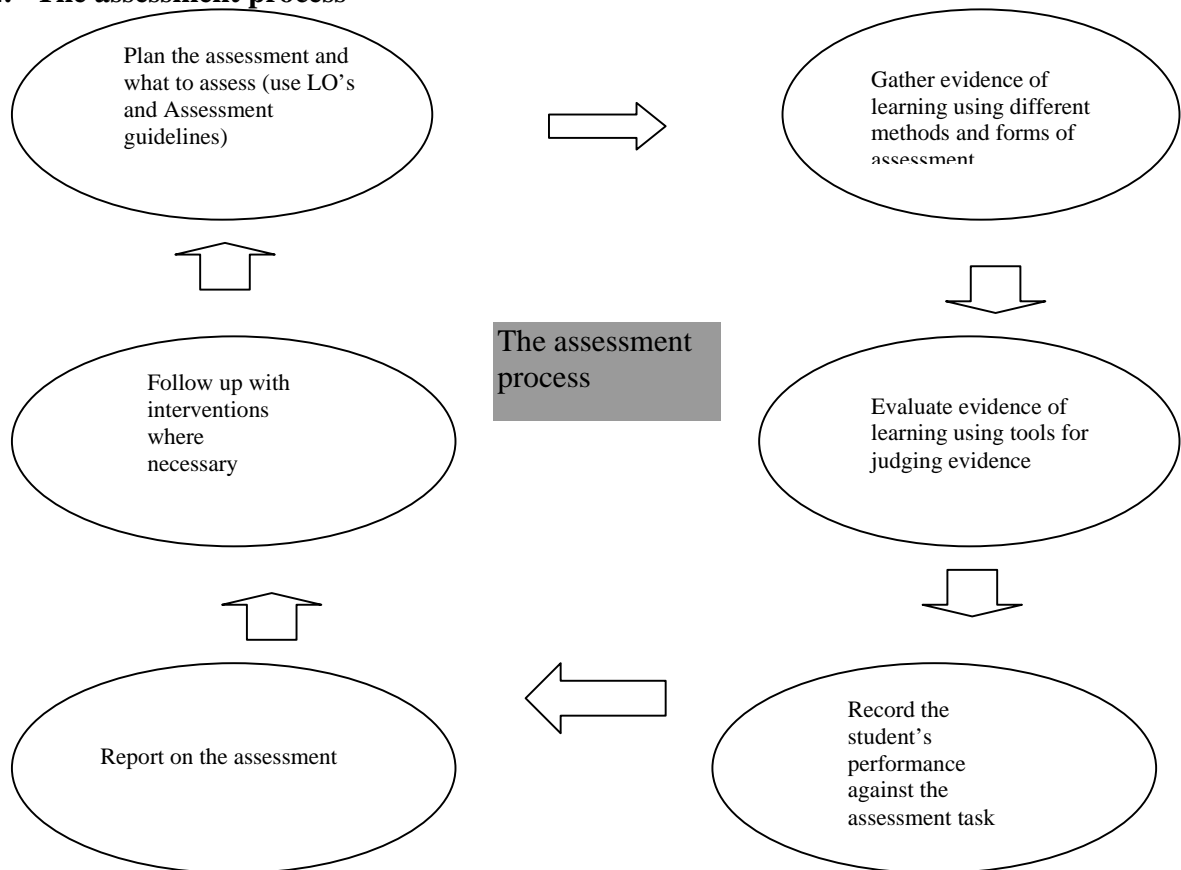 The assessment process
Plan the assessment and
what to assess (use LO's
and Assessment
guidelines)
Gather evidence of
learning using different
methods and forms of
assessment
The assessment
process
Follow up with
interventions
where
necessary
Evaluate evidence of
learning using tools for
judging evidence
Report on the assessment
Record the
student’s
performance
against the
assessment task